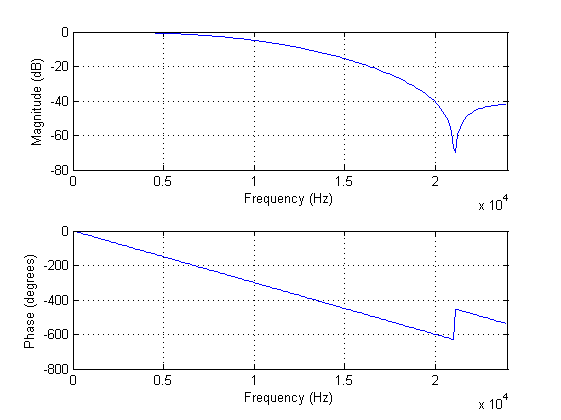 0
-20
-40
-60
-80
Magnitude (dB)
0 0.5 1 1.5 2
Frequency (Hz)
x 10^4
0
-200
-400
-600
-800
Phase (degrees)
0 0.5 1 1.5 2
Frequency (Hz)
x 10^4